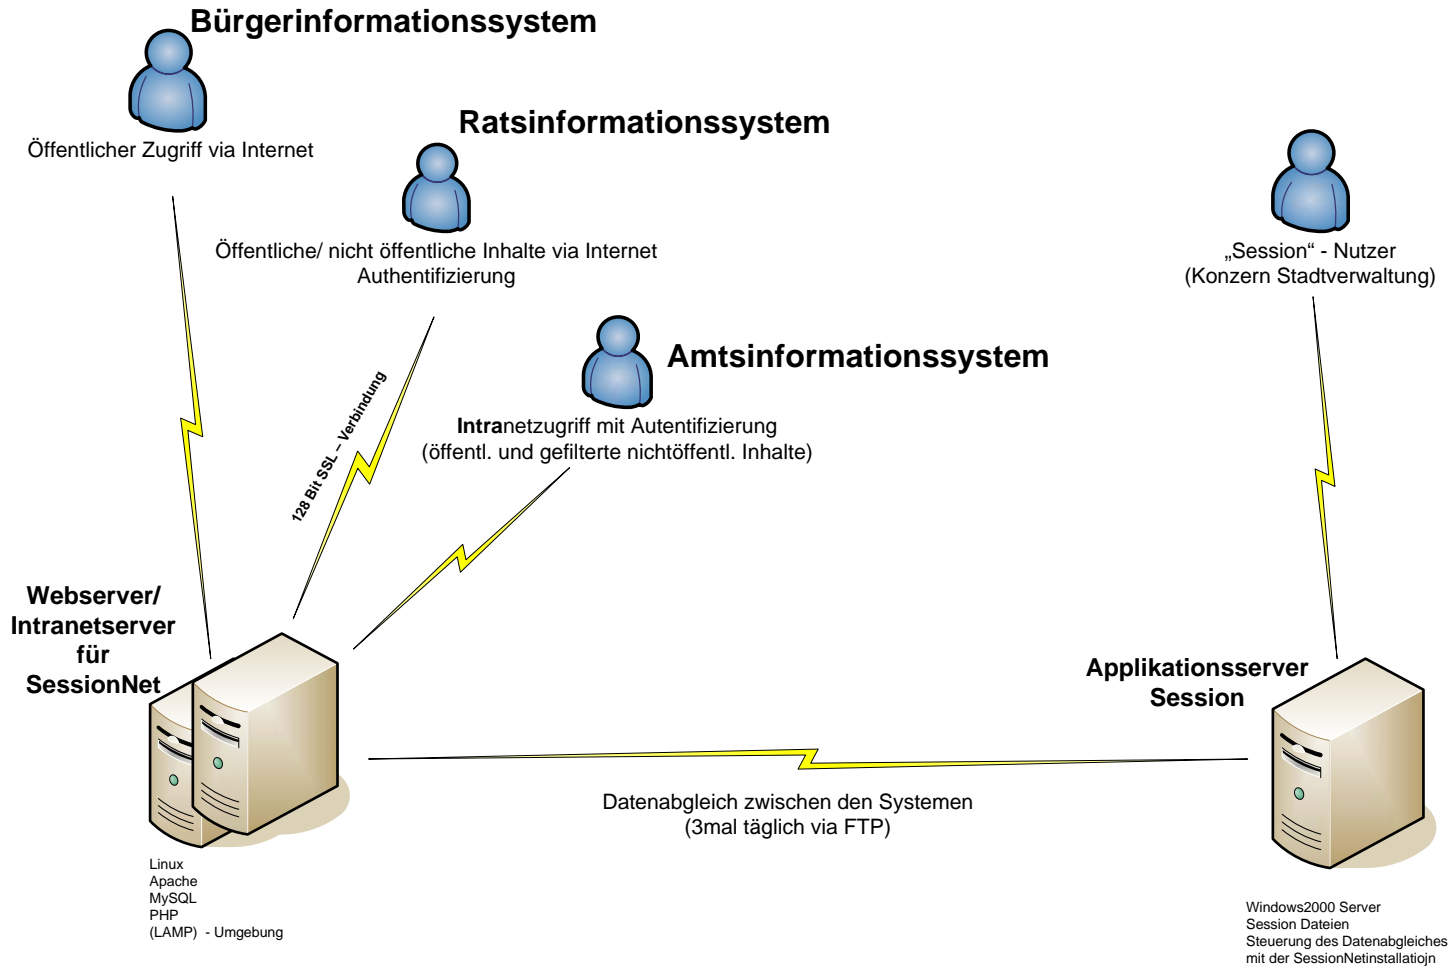 Bürgerinformationssystem
Öffentlicher Zugriff via Internet
Ratsinformationssystem
Öffentliche/ nicht öffentliche Inhalte via Internet
Authentifizierung
„Session“ - Nutzer
(Konzern Stadtverwaltung)
Amtsinformationssystem
Intranetzugriff mit Autentifizierung
(öffentl. und gefilterte nichtöffentl. Inhalte)
128 Bit SSL – Verbindung
Webserver/
Intranetserver
für
SessionNet
Applikationsserver
Session
Datenabgleich zwischen den Systemen
(3mal täglich via FTP)
Linux
Apache
MySQL
PHP
(LAMP) - Umgebung
Windows2000 Server
Session Dateien
Steuerung des Datenabgleiches
mit der SessionNetinstallatiojn